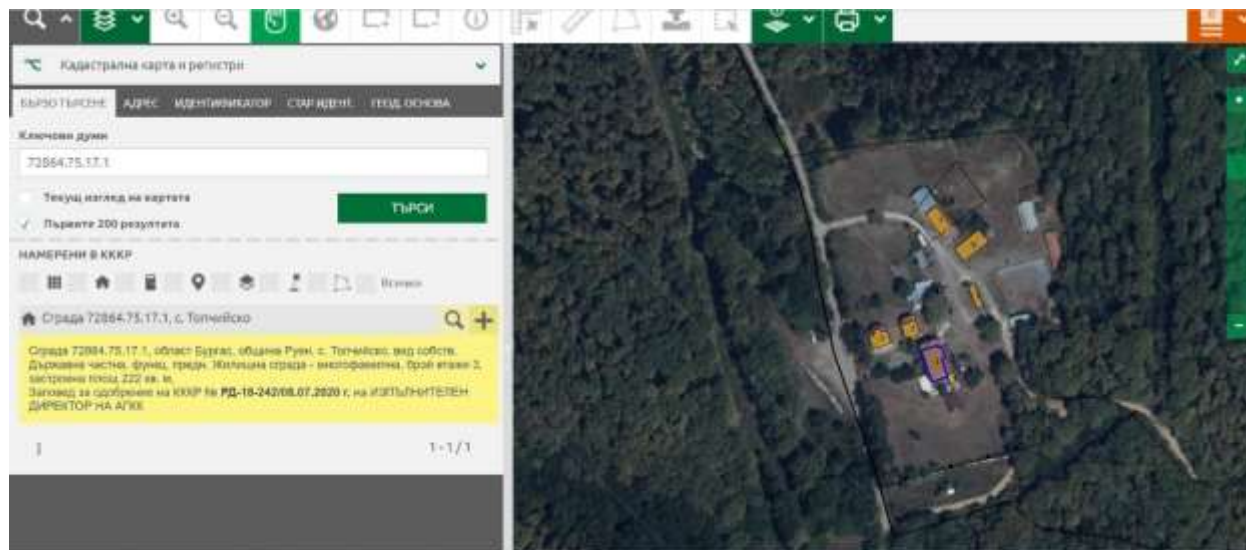 Кадастрална карта и регистри
БЪРЗО ТЪРСЕНЕ АДРЕС ИДЕНТИФИКАТОР СТАР ИДЕНТ. ГЕОД. ОСНОВА
Ключови думи
72864.75.17.1
Текущ изглед на картата
ТЪРСИ
Първите 200 резултата
НАМЕРЕНИ В КККР
Всички
Сграда 72864.75.17.1, с. Топчийско
Сграда 72864.75.17.1, област Бургас, община Руен, с. Топчийско, вид собств.
Държавна частна, функц. предн. Жилищна сграда - многофамилна, брой етажи 3,
застроена площ 222 кв. м,
Заповед за одобрение на КККР № РД-18-242/08.07.2020 г. на ИЗПЪЛНИТЕЛЕН
ДИРЕКТОР НА АГКК
1-1/1